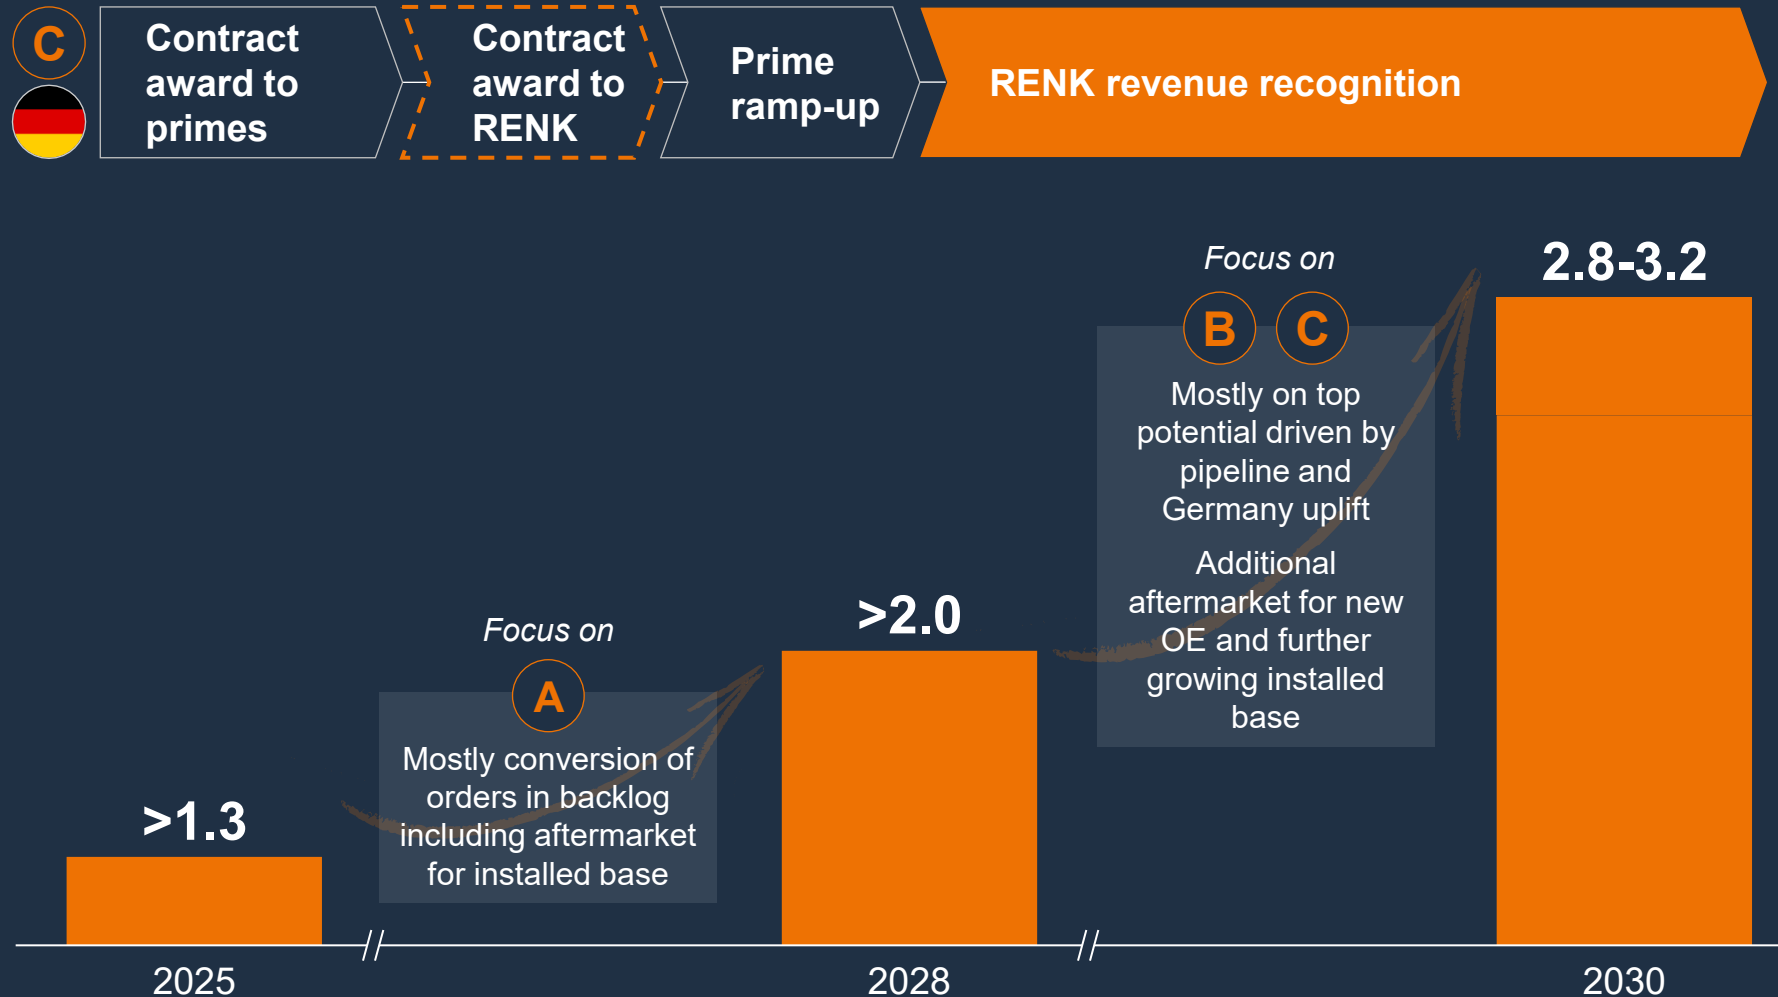 C
Contract
award to
primes
Contract
award to
RENK
Prime
ramp-up
RENK revenue recognition
>1.3
Focus on
A
Mostly conversion of
orders in backlog
including aftermarket
for installed base
>2.0
Focus on
B C
Mostly on top
potential driven by
pipeline and
Germany uplift
Additional
aftermarket for new
OE and further
growing installed
base
2.8-3.2
2025
//
2028
//
2030